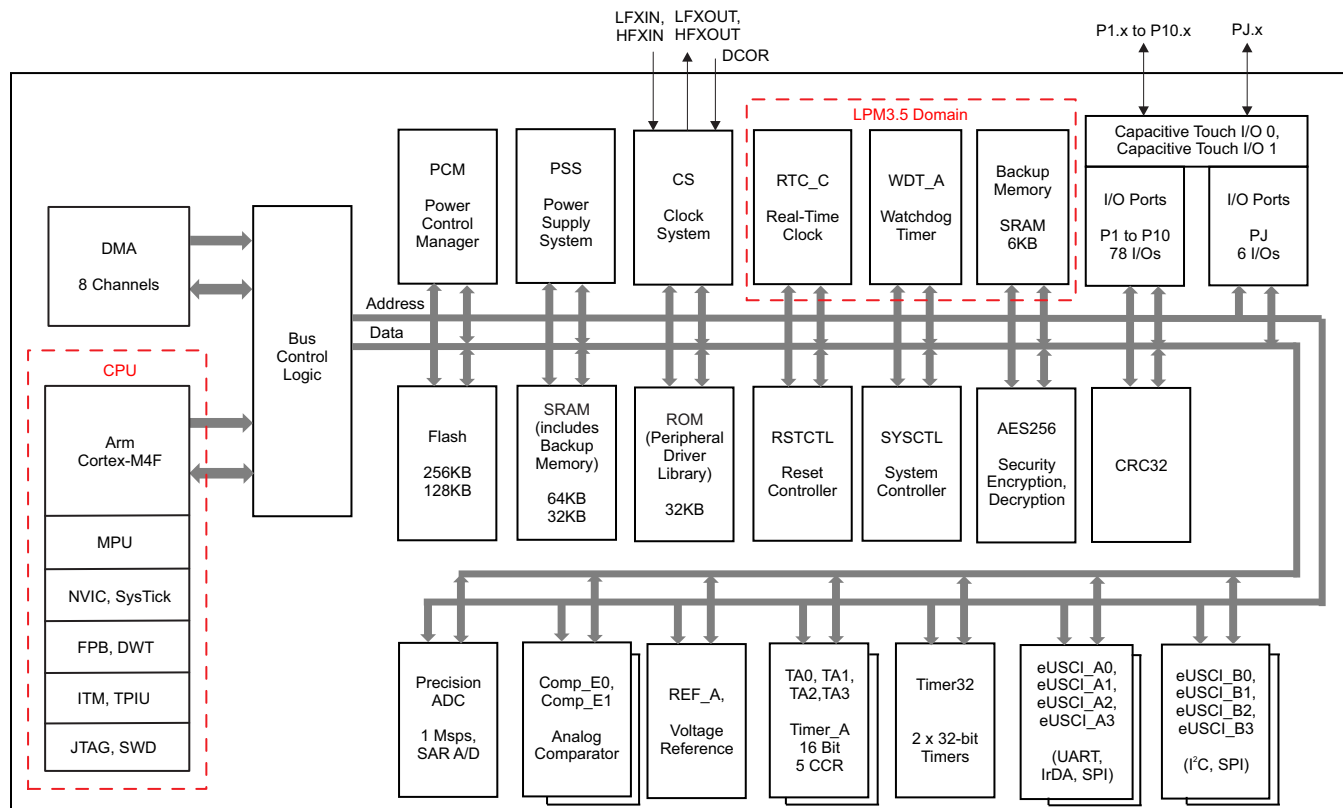 LFXIN,
HFXIN
LFXOUT,
HFXOUT
DCOR
P1.x to P10.x
PJ.x
LPM3.5 Domain
Capacitive Touch I/O 0,
Capacitive Touch I/O 1
PCM
Power
Control
Manager
PSS
Power
Supply
System
CS
Clock
System
RTC_C
Real-Time
Clock
WDT_A
Watchdog
Timer
Backup
Memory
SRAM
6KB
I/O Ports
P1 to P10
78 I/Os
I/O Ports
PJ
6 I/Os
DMA
8 Channels
Bus
Control
Logic
Address
Data
CPU
Arm
Cortex-M4F
MPU
NVIC, SysTick
FPB, DWT
ITM, TPIU
JTAG, SWD
Flash
256KB
128KB
SRAM
(includes
Backup
Memory)
64KB
32KB
ROM
(Peripheral
Driver
Library)
32KB
RSTCTL
Reset
Controller
SYSCTL
System
Controller
AES256
Security
Encryption,
Decryption
CRC32
Precision
ADC
1 Msps,
SAR A/D
Comp_E0,
Comp_E1
Analog
Comparator
REF_A,
Voltage
Reference
TA0, TA1,
TA2,TA3
Timer_A
16 Bit
5 CCR
Timer32
2 x 32-bit
Timers
eUSCI_A0,
eUSCI_A1,
eUSCI_A2,
eUSCI_A3
(UART,
IrDA, SPI)
eUSCI_B0,
eUSCI_B1,
eUSCI_B2,
eUSCI_B3
(I²C, SPI)